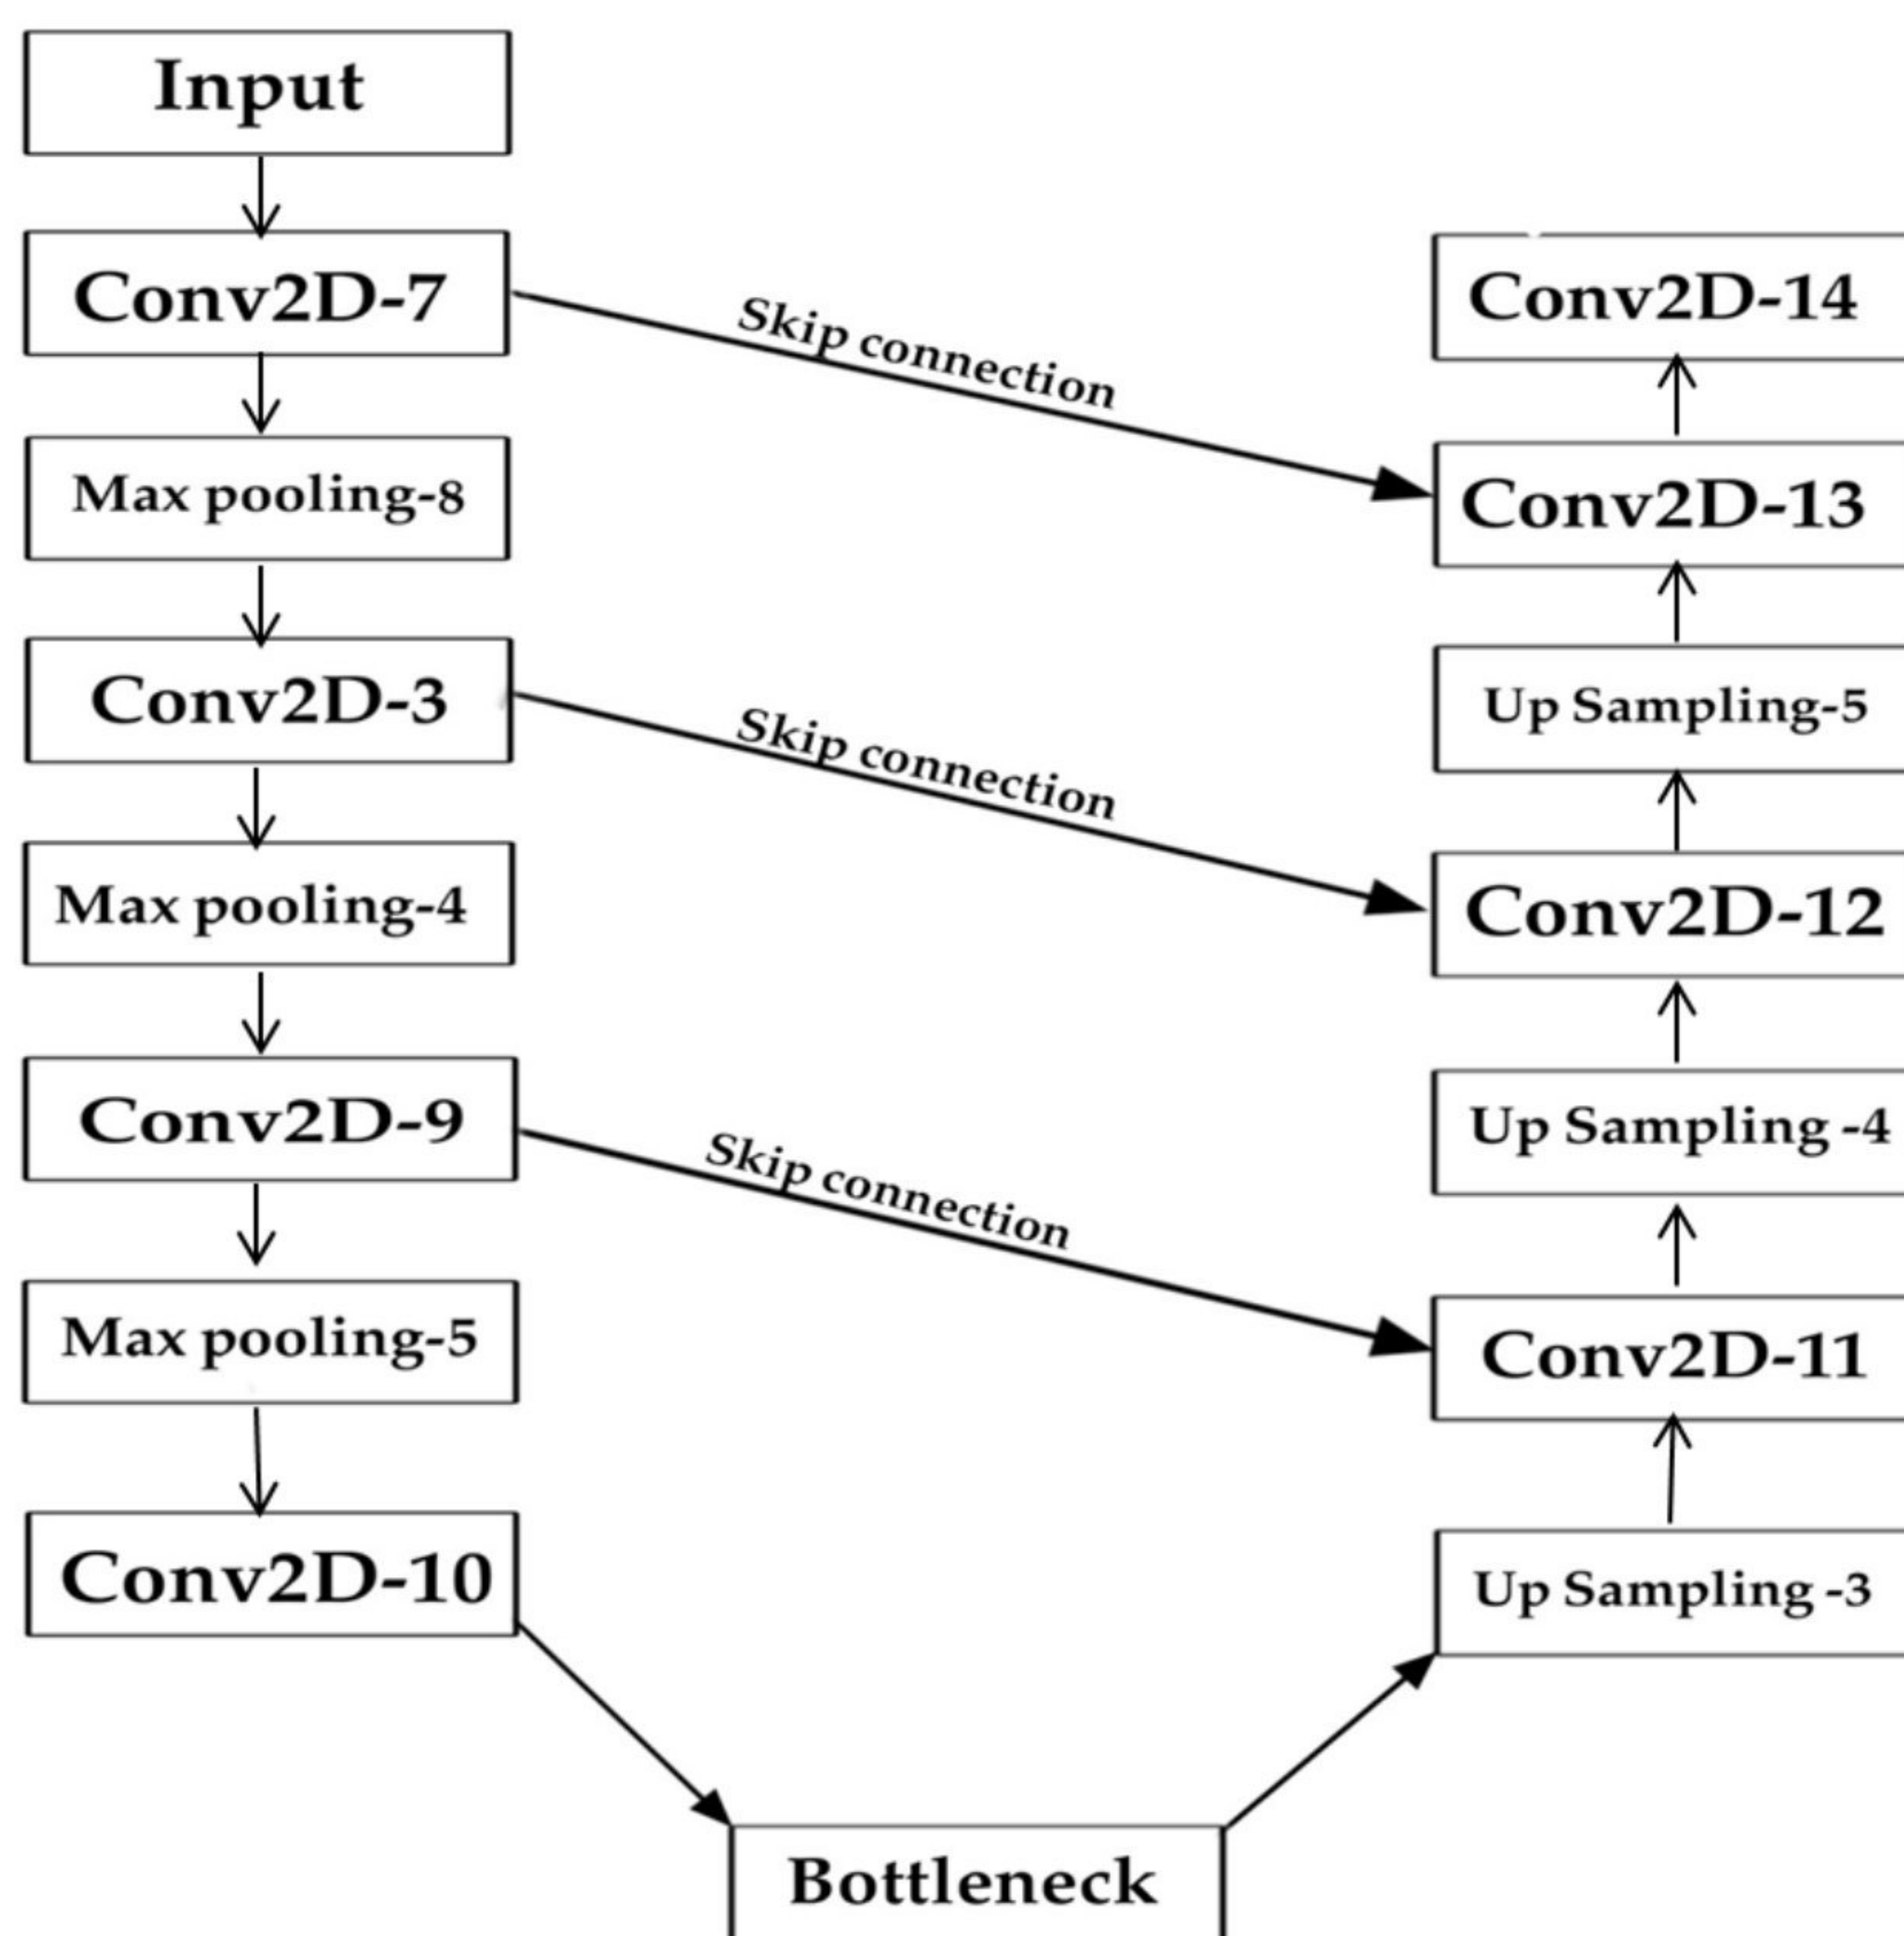 Input
Conv2D-7
Max pooling-8
Conv2D-3
Max pooling-4
Conv2D-9
Max pooling-5
Conv2D-10
Skip connection
Skip connection
Skip connection
Bottleneck
Conv2D-14
Conv2D-13
Up Sampling-5
Conv2D-12
Up Sampling -4
Conv2D-11
Up Sampling -3